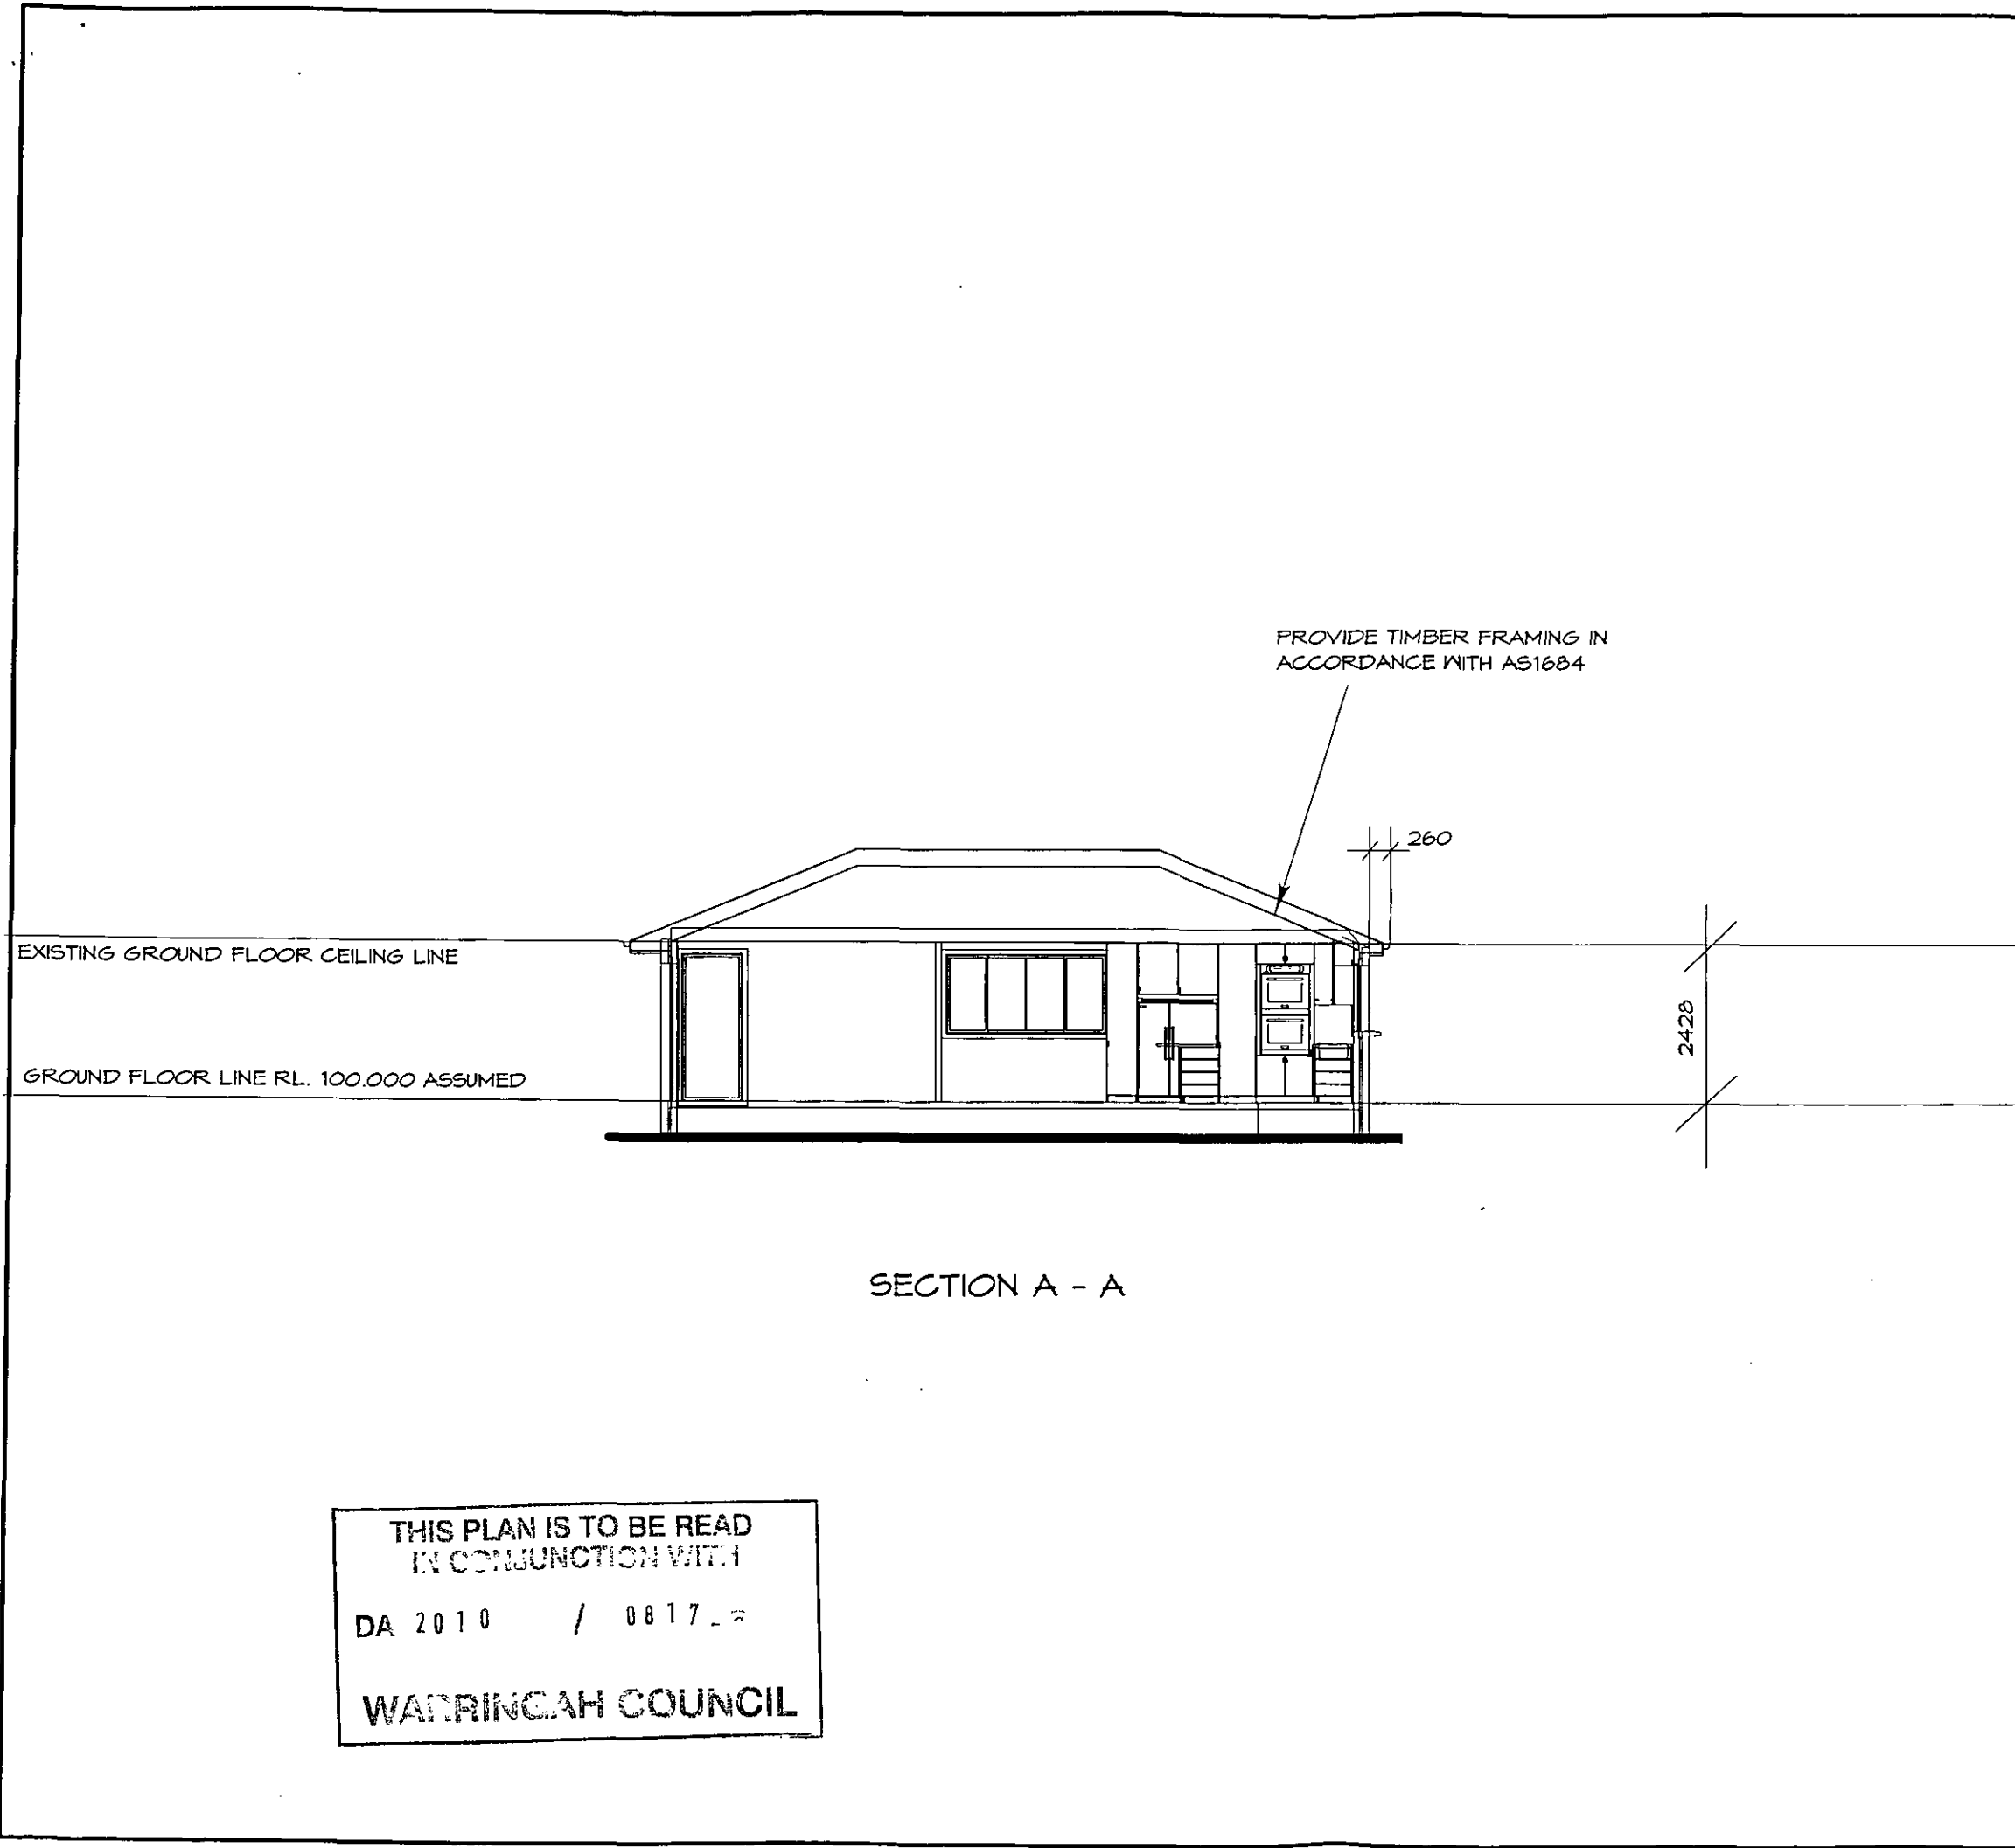 PROVIDE TIMBER FRAMING IN
ACCORDANCE WITH AS1684
260
EXISTING GROUND FLOOR CEILING LINE
2428
GROUND FLOOR LINE RL. 100.000 ASSUMED
SECTION A - A
THIS PLAN IS TO BE READ
IN CONJUNCTION WITH
DA 2010 / 0817
WARRINGAH COUNCIL